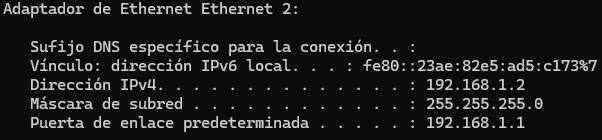 Adaptador de Ethernet Ethernet 2:
Sufijo DNS específico para la conexión. . :
Vínculo: dirección IPv6 local. . . : fe80::23ae:82e5:ad5:c173%7
Dirección IPv4. . . . . . . . . . . . . . : 192.168.1.2
Máscara de subred . . . . . . . . . . . . : 255.255.255.0
Puerta de enlace predeterminada . . . . . : 192.168.1.1